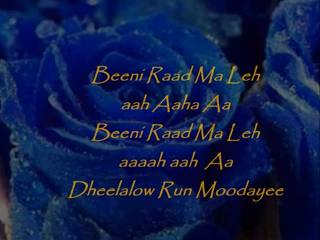 Beeni Raad Ma Leh
aah Aaha Aa
Beeni Raad Ma Leh
aaaah aah Aa
Dheelalow Run Moodayee